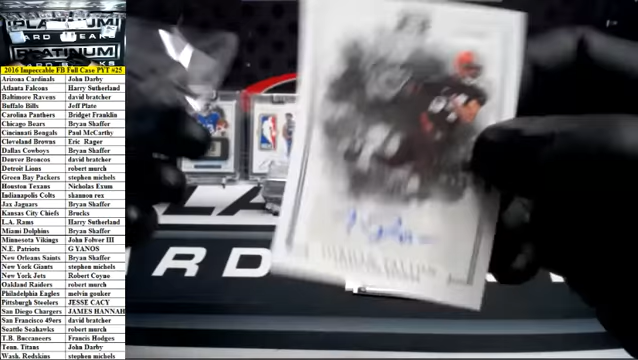 PLATINUM
ARD BREAK
PLATINUM
2016 Impeccable FB Full Case PYT #25
Arizona Cardinals John Darby
Atlanta Falcons Harry Sutherland
Baltimore Ravens david bratcher
Buffalo Bills Jeff Plate
Carolina Panthers Bridget Franklin
Chicago Bears Bryan Shaffer
Cincinnati Bengals Paul McCarthy
Cleveland Browns Eric Rager
Dallas Cowboys Bryan Shaffer
Denver Broncos david bratcher
Detroit Lions robert murch
Green Bay Packers stephen michels
Houston Texans Nicholas Exum
Indianapolis Colts shannon rex
Jax Jaguars Bryan Shaffer
Kansas City Chiefs Brucks
L.A. Rams Harry Sutherland
Miami Dolphins Bryan Shaffer
Minnesota Vikings John Folwer III
N.E. Patriots G YANOS
New Orleans Saints Bryan Shaffer
New York Giants stephen michels
New York Jets Robert Coyne
Oakland Raiders robert murch
Philadelphia Eagles melvin gouker
Pittsburgh Steelers JESSE CACY
San Diego Chargers JAMES HANNAH
San Francisco 49ers david bratcher
Seattle Seahawks robert murch
T.B. Buccaneers Francis Hodges
Tenn. Titans John Darby
Wash. Redskins stephen michels
RD